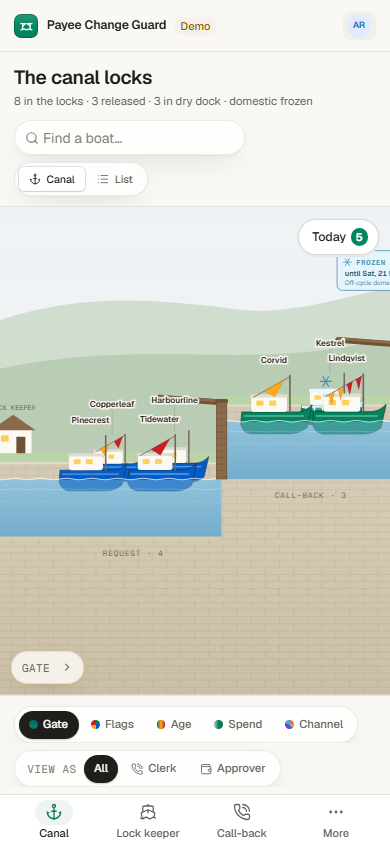 Payee Change Guard Demo AR
The canal locks
8 in the locks · 3 released · 3 in dry dock · domestic frozen
Find a boat...
Canal List
Today 5
FROZEN
until Sat, 21
Off-cycle
Kestrel
Corvid Lindqvist
CK KEEPER
Copperleaf Harbourline
Pinecrest Tidewater
CALL-BACK · 3
REQUEST · 4
GATE
Gate Flags Age Spend Channel
VIEW AS All Clerk Approver
Canal Lock keeper Call-back More